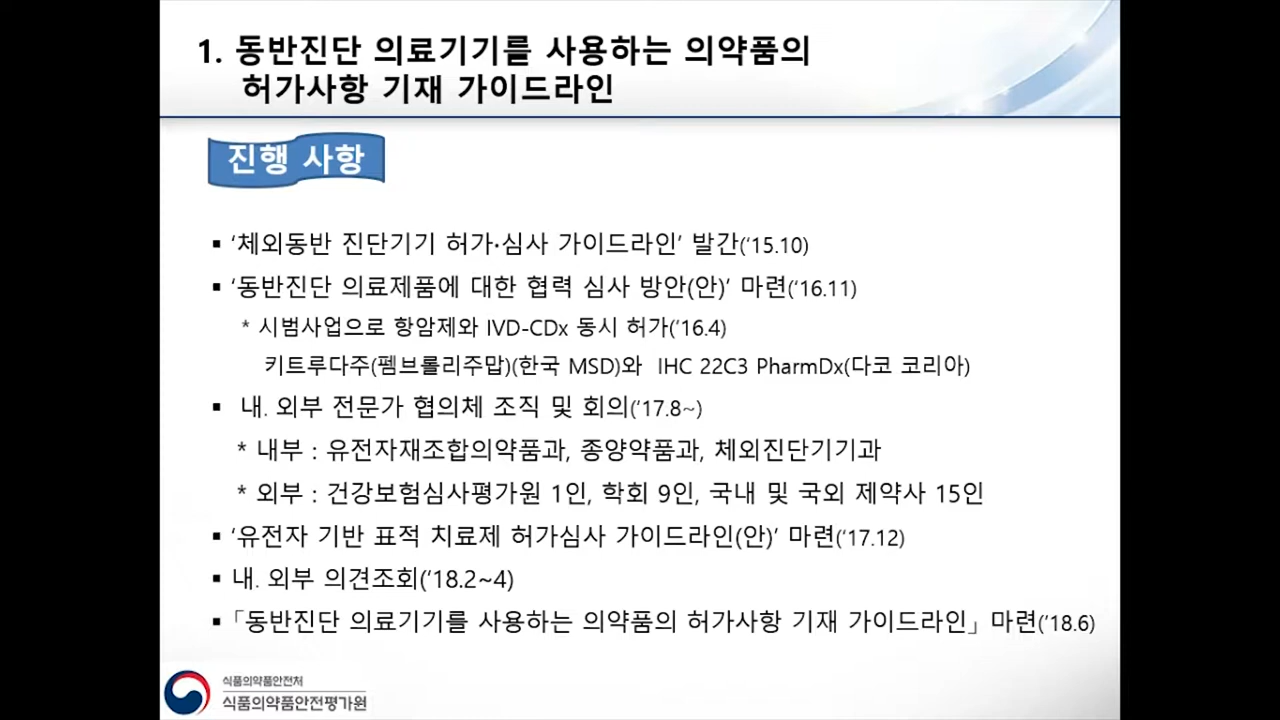 1. 동반진단 의료기기를 사용하는 의약품의
허가사항 기재 가이드라인
진행 사항
▪ ‘체외동반 진단기기 허가·심사 가이드라인’ 발간(‘15.10)
▪ ‘동반진단 의료제품에 대한 협력 심사 방안(안)’ 마련(‘16.11)
* 시범사업으로 항암제와 IVD-CDx 동시 허가(‘16.4)
키트루다주(펨브롤리주맙)(한국 MSD)와 IHC 22C3 PharmDx(다코 코리아)
▪ 내. 외부 전문가 협의체 조직 및 회의(‘17.8~)
* 내부 : 유전자재조합의약품과, 종양약품과, 체외진단기기과
* 외부 : 건강보험심사평가원 1인, 학회 9인, 국내 및 국외 제약사 15인
▪ ‘유전자 기반 표적 치료제 허가심사 가이드라인(안)’ 마련(‘17.12)
▪ 내. 외부 의견조회(‘18.2~4)
▪ 「동반진단 의료기기를 사용하는 의약품의 허가사항 기재 가이드라인」 마련(‘18.6)
식품의약품안전처
식품의약품안전평가원